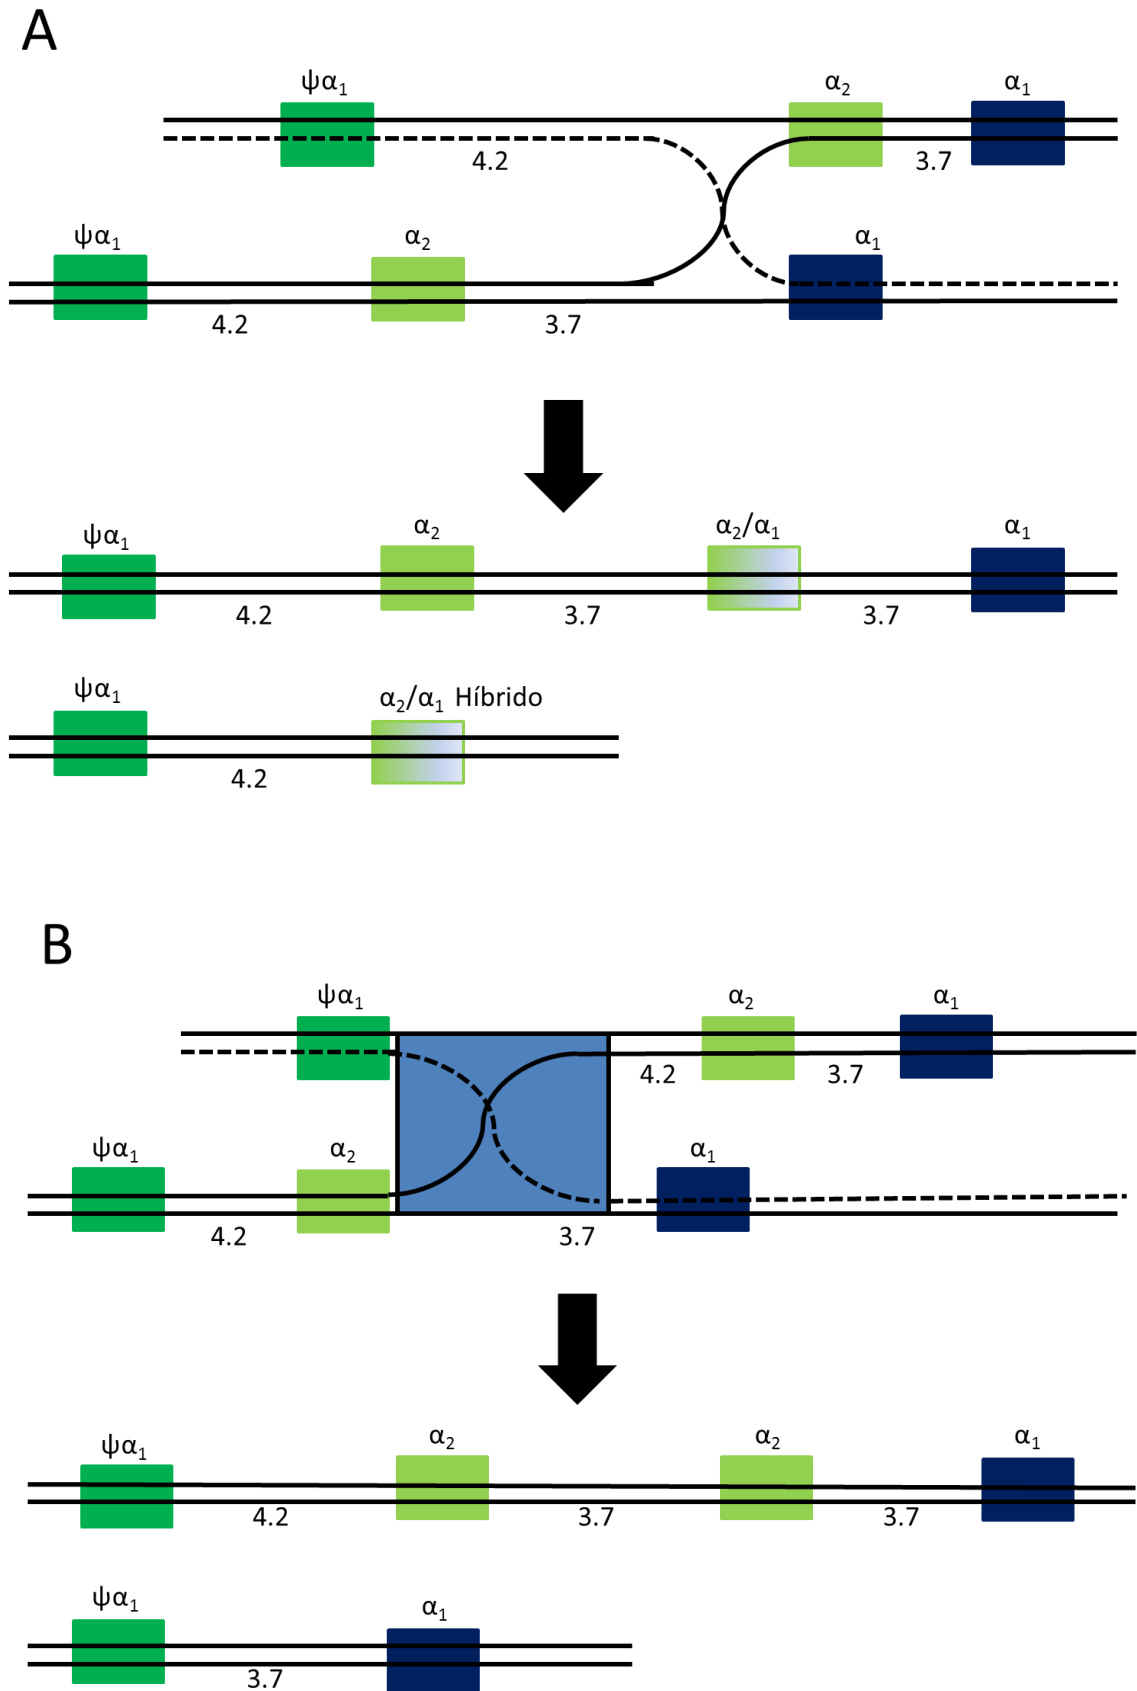 A
ψα₁ α₂ α₁
4.2 3.7
ψα₁ α₂ α₁
4.2 3.7
ψα₁ α₂ α₂/α₁ α₁
4.2 3.7 3.7
ψα₁ α₂/α₁ Híbrido
4.2
B
ψα₁ α₂ α₁
4.2 3.7
ψα₁ α₂ α₁
4.2 3.7
ψα₁ α₂ α₂ α₁
4.2 3.7 3.7
ψα₁ α₁
3.7